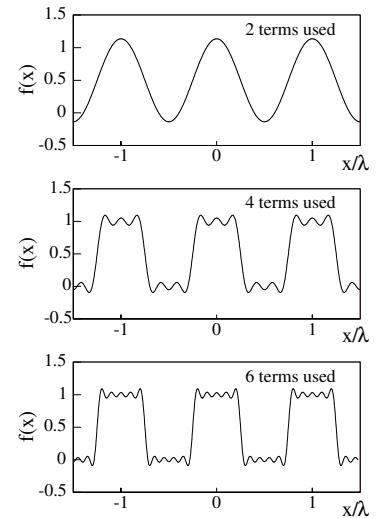 1.5
2 terms used
1
f(x)
0.5
0
-0.5
-1 0 1 x/λ
1.5
4 terms used
1
f(x)
0.5
0
-0.5
-1 0 1 x/λ
1.5
6 terms used
1
f(x)
0.5
0
-0.5
-1 0 1 x/λ